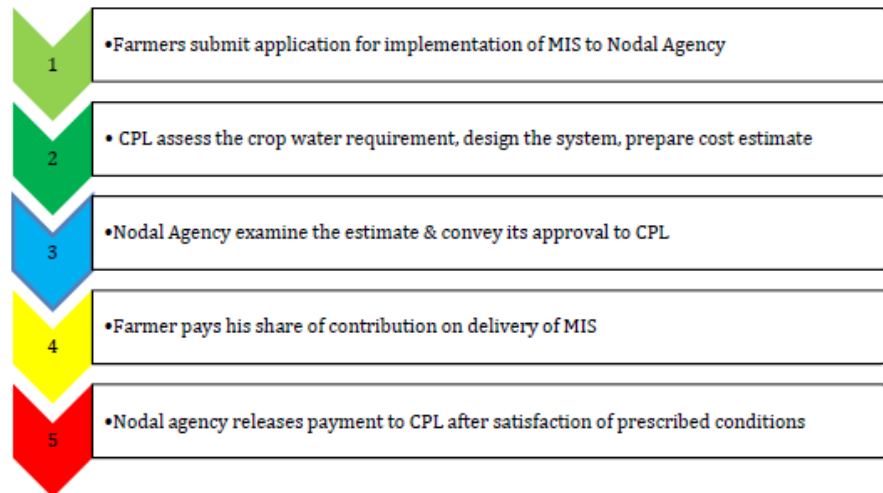 1
•Farmers submit application for implementation of MIS to Nodal Agency
2
• CPL assess the crop water requirement, design the system, prepare cost estimate
3
•Nodal Agency examine the estimate & convey its approval to CPL
4
•Farmer pays his share of contribution on delivery of MIS
5
•Nodal agency releases payment to CPL after satisfaction of prescribed conditions